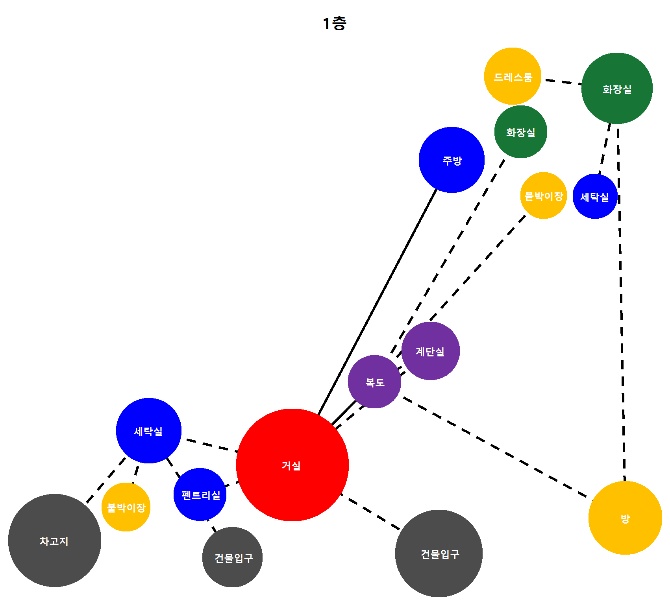 1층
드레스룸
화장실
화장실
주방
붙박이장
세탁실
계단실
복도
세탁실
거실
펜트리실
붙박이장
방
차고지
건물입구
건물입구